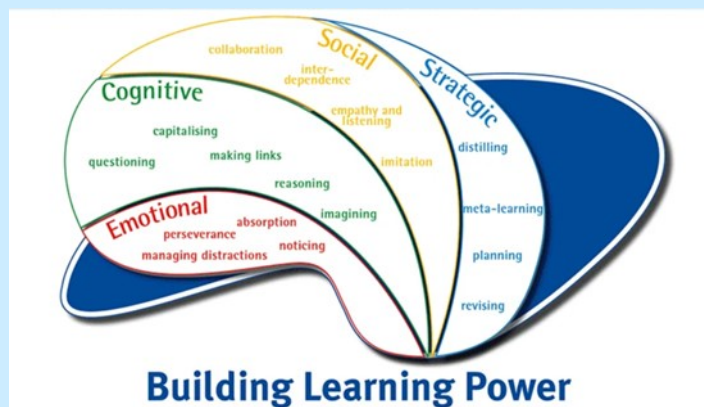 Social
collaboration
inter-
dependence
empathy and
listening
imitation
Strategic
distilling
meta-learning
planning
revising
Cognitive
capitalising
questioning
making links
reasoning
imagining
Emotional
perseverance
absorption
managing distractions
noticing
Building Learning Power